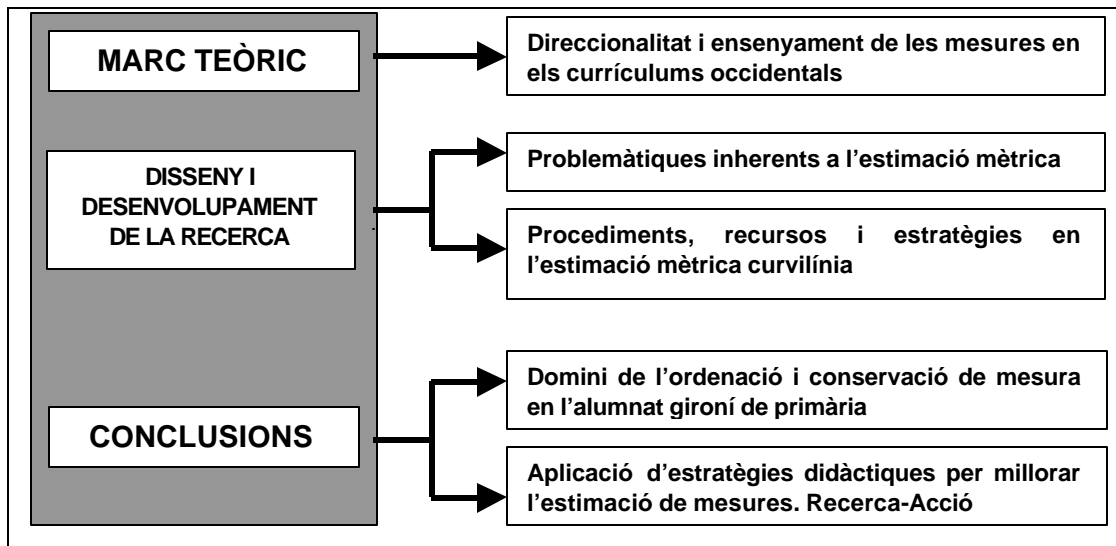 MARC TEÒRIC
Direccionalitat i ensenyament de les mesures en
els currículums occidentals
DISSENY I
DESENVOLUPAMENT
DE LA RECERCA
Problemàtiques inherents a l’estimació mètrica
Procediments, recursos i estratègies en
l’estimació mètrica curvilínia
CONCLUSIONS
Domini de l’ordenació i conservació de mesura
en l’alumnat gironí de primària
Aplicació d’estratègies didàctiques per millorar
l’estimació de mesures. Recerca-Acció